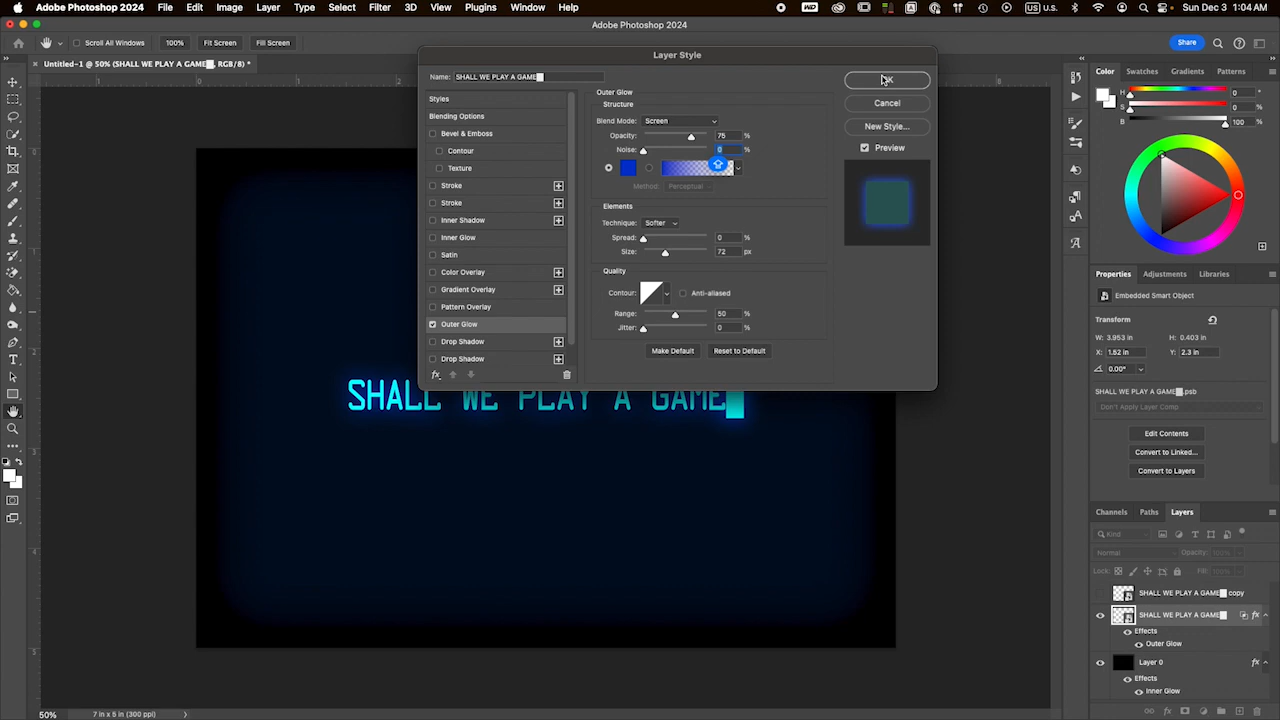 Photoshop File Edit Image Layer Type Select Filter 3D View Plugins Window Help Sun Dec 3 1:04 AM
Adobe Photoshop 2024
Scroll All Windows 100% Fit Screen Fill Screen Share
Untitled-1 @ 50% (SHALL WE PLAY A GAME█, RGB/8) *
Layer Style
Name: SHALL WE PLAY A GAME█
Styles
Blending Options
Bevel & Emboss
Contour
Texture
Stroke
Stroke
Inner Shadow
Inner Glow
Satin
Color Overlay
Gradient Overlay
Pattern Overlay
Outer Glow
Drop Shadow
Drop Shadow
fx
Outer Glow
Structure
Blend Mode: Screen
Opacity: 75 %
Noise: 0 %
Method: Perceptual
Elements
Technique: Softer
Spread: 0 %
Size: 72 px
Quality
Contour: Anti-aliased
Range: 50 %
Jitter: 0 %
Make Default Reset to Default
Cancel
New Style...
Preview
SHALL WE PLAY A GAME█
Color Swatches Gradients Patterns
H 0 °
S 0 %
B 100 %
Properties Adjustments Libraries
Embedded Smart Object
Transform
W: 3.953 in H: 0.403 in
X: 1.52 in Y: 2.3 in
0.00°
SHALL WE PLAY A GAME█.psb
Don't Apply Layer Comp
Edit Contents
Convert to Linked...
Convert to Layers
Channels Paths Layers
Kind
Normal Opacity: 100%
Lock: Fill: 100%
SHALL WE PLAY A GAME█ copy
SHALL WE PLAY A GAME█ fx
Effects
Outer Glow
Layer 0 fx
Effects
Inner Glow
50% 7 in x 5 in (300 ppi)